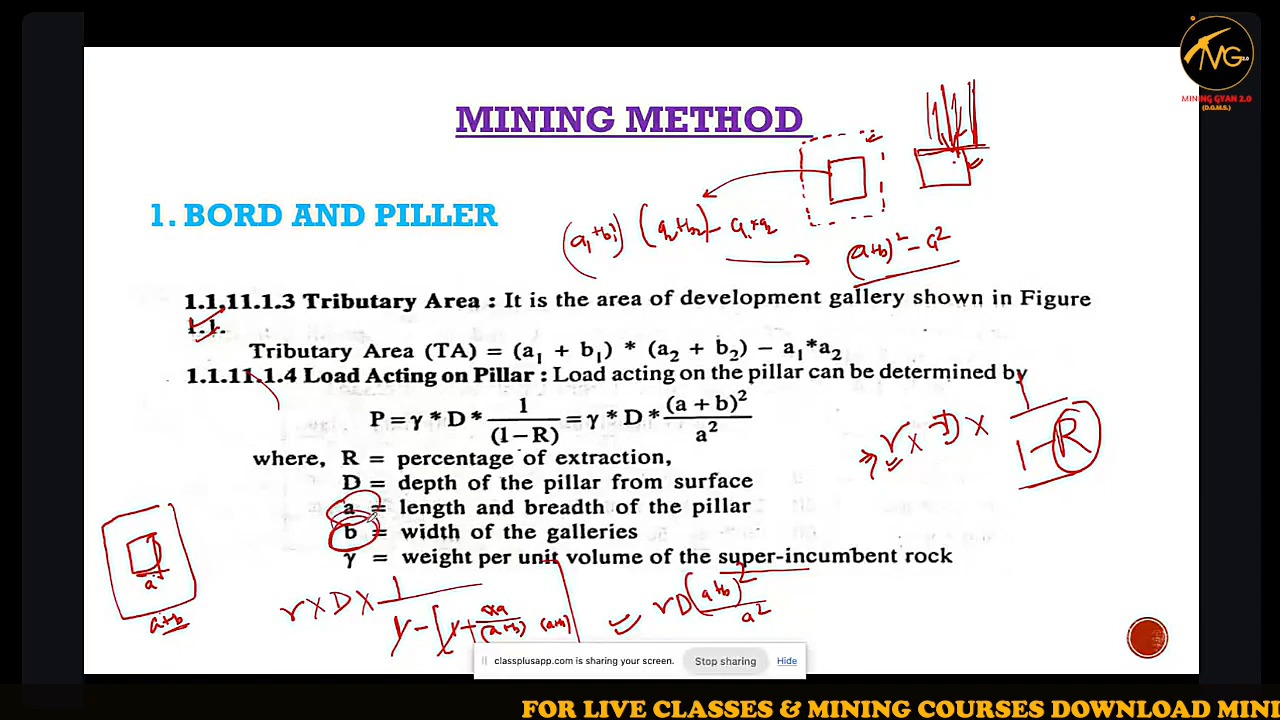 MG 2.0
MINING GYAN 2.0
(D.G.M.S.)
MINING METHOD
1. BORD AND PILLER
(a₁+b₁) (a₂+b₂) - a₁*a₂
(a+b)² - a²
1.1.11.1.3 Tributary Area : It is the area of development gallery shown in Figure
1.1.
Tributary Area (TA) = (a₁ + b₁) * (a₂ + b₂) – a₁*a₂
1.1.11.1.4 Load Acting on Pillar : Load acting on the pillar can be determined by
P = γ * D * 1/(1 – R) = γ * D * (a + b)²/a²
⇒ r × D × 1/1-R
where, R = percentage of extraction,
D = depth of the pillar from surface
a = length and breadth of the pillar
b = width of the galleries
γ = weight per unit volume of the super-incumbent rock
a
a+b
r × D × 1
rD (a+b)²/a²
classplusapp.com is sharing your screen.
Stop sharing
Hide
FOR LIVE CLASSES & MINING COURSES DOWNLOAD MINI